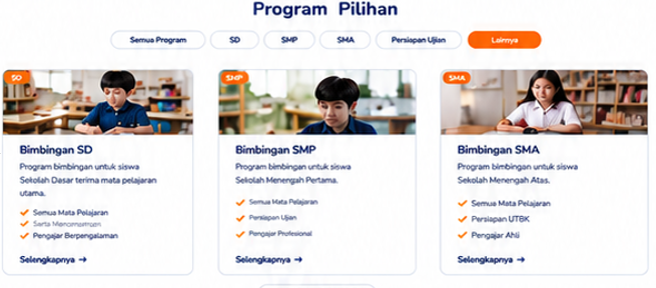 Program Pilihan
Semua Program
SD
SMP
SMA
Persiapan Ujian
Lainnya
SD
Bimbingan SD
Program bimbingan untuk siswa
Sekolah Dasar terima mata pelajaran
utama.
Semua Mata Pelajaran
Pengajar Berpengalaman
Selengkapnya →
SMP
Bimbingan SMP
Program bimbingan untuk siswa
Sekolah Menengah Pertama.
Semua Mata Pelajaran
Persiapan Ujian
Pengajar Profesional
Selengkapnya →
SMA
Bimbingan SMA
Program bimbingan untuk siswa
Sekolah Menengah Atas.
Semua Mata Pelajaran
Persiapan UTBK
Pengajar Ahli
Selengkapnya →